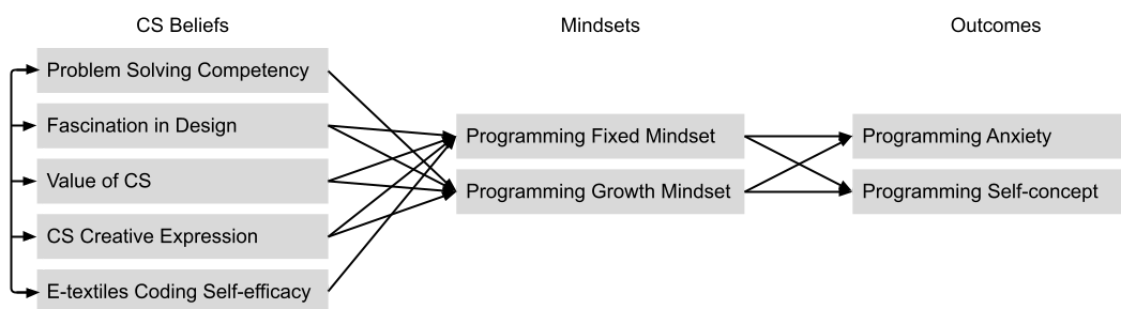 CS Beliefs
Mindsets
Outcomes
Problem Solving Competency
Fascination in Design
Value of CS
CS Creative Expression
E-textiles Coding Self-efficacy
Programming Fixed Mindset
Programming Growth Mindset
Programming Anxiety
Programming Self-concept